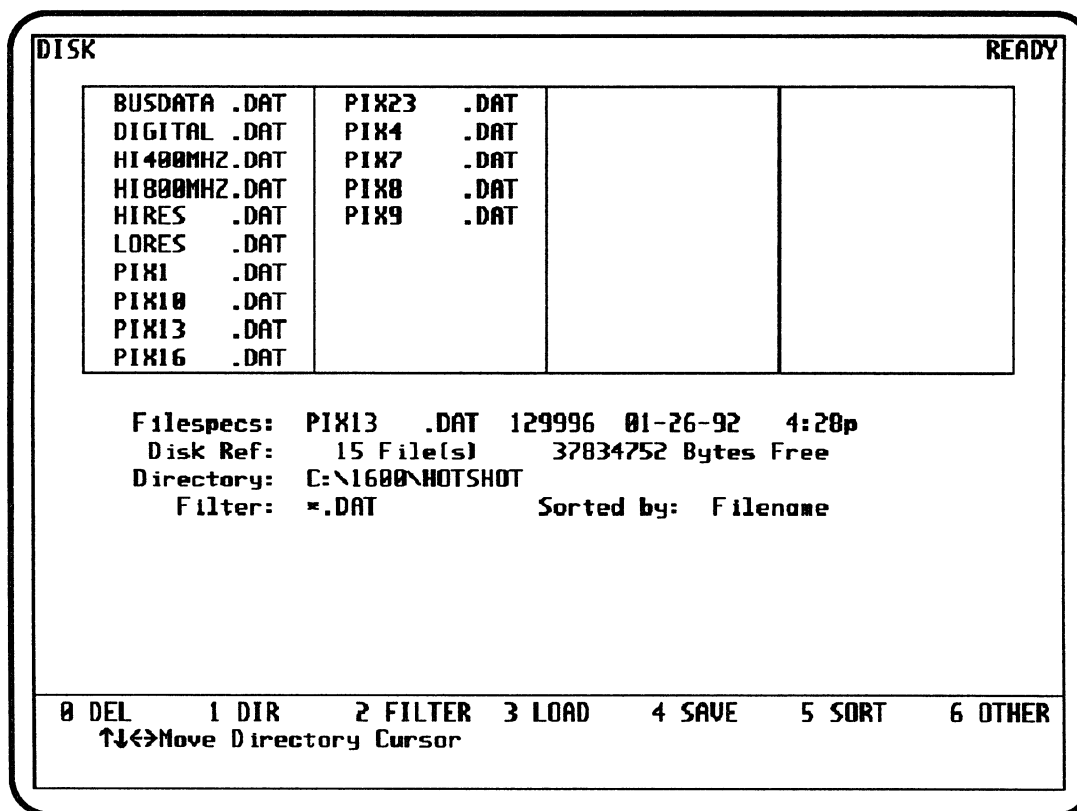 DISK READY
BUSDATA .DAT PIX23 .DAT
DIGITAL .DAT PIX4 .DAT
HI400MHZ.DAT PIX7 .DAT
HI800MHZ.DAT PIX8 .DAT
HIRES .DAT PIX9 .DAT
LORES .DAT
PIX1 .DAT
PIX10 .DAT
PIX13 .DAT
PIX16 .DAT
Filespecs: PIX13 .DAT 129996 01-26-92 4:28p
Disk Ref: 15 File(s) 37834752 Bytes Free
Directory: C:\1600\HOTSHOT
Filter: *.DAT Sorted by: Filename
0 DEL 1 DIR 2 FILTER 3 LOAD 4 SAVE 5 SORT 6 OTHER
↑↓←→Move Directory Cursor